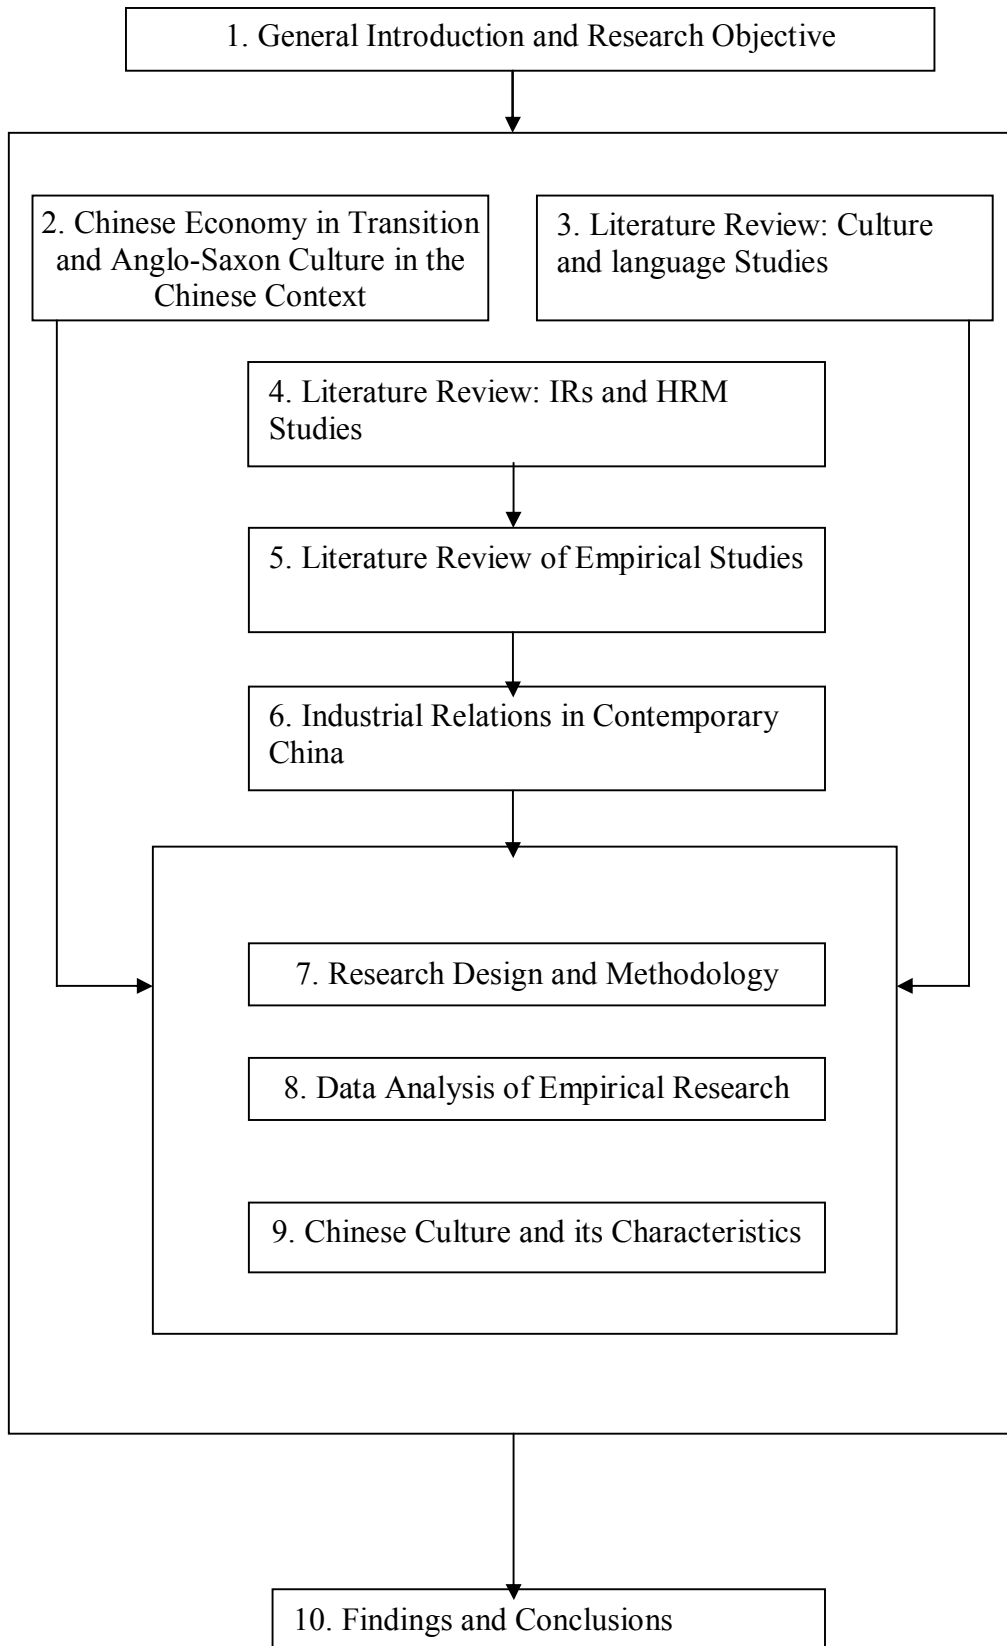 1. General Introduction and Research Objective
2. Chinese Economy in Transition
and Anglo-Saxon Culture in the
Chinese Context
3. Literature Review: Culture
and language Studies
4. Literature Review: IRs and HRM
Studies
5. Literature Review of Empirical Studies
6. Industrial Relations in Contemporary
China
7. Research Design and Methodology
8. Data Analysis of Empirical Research
9. Chinese Culture and its Characteristics
10. Findings and Conclusions